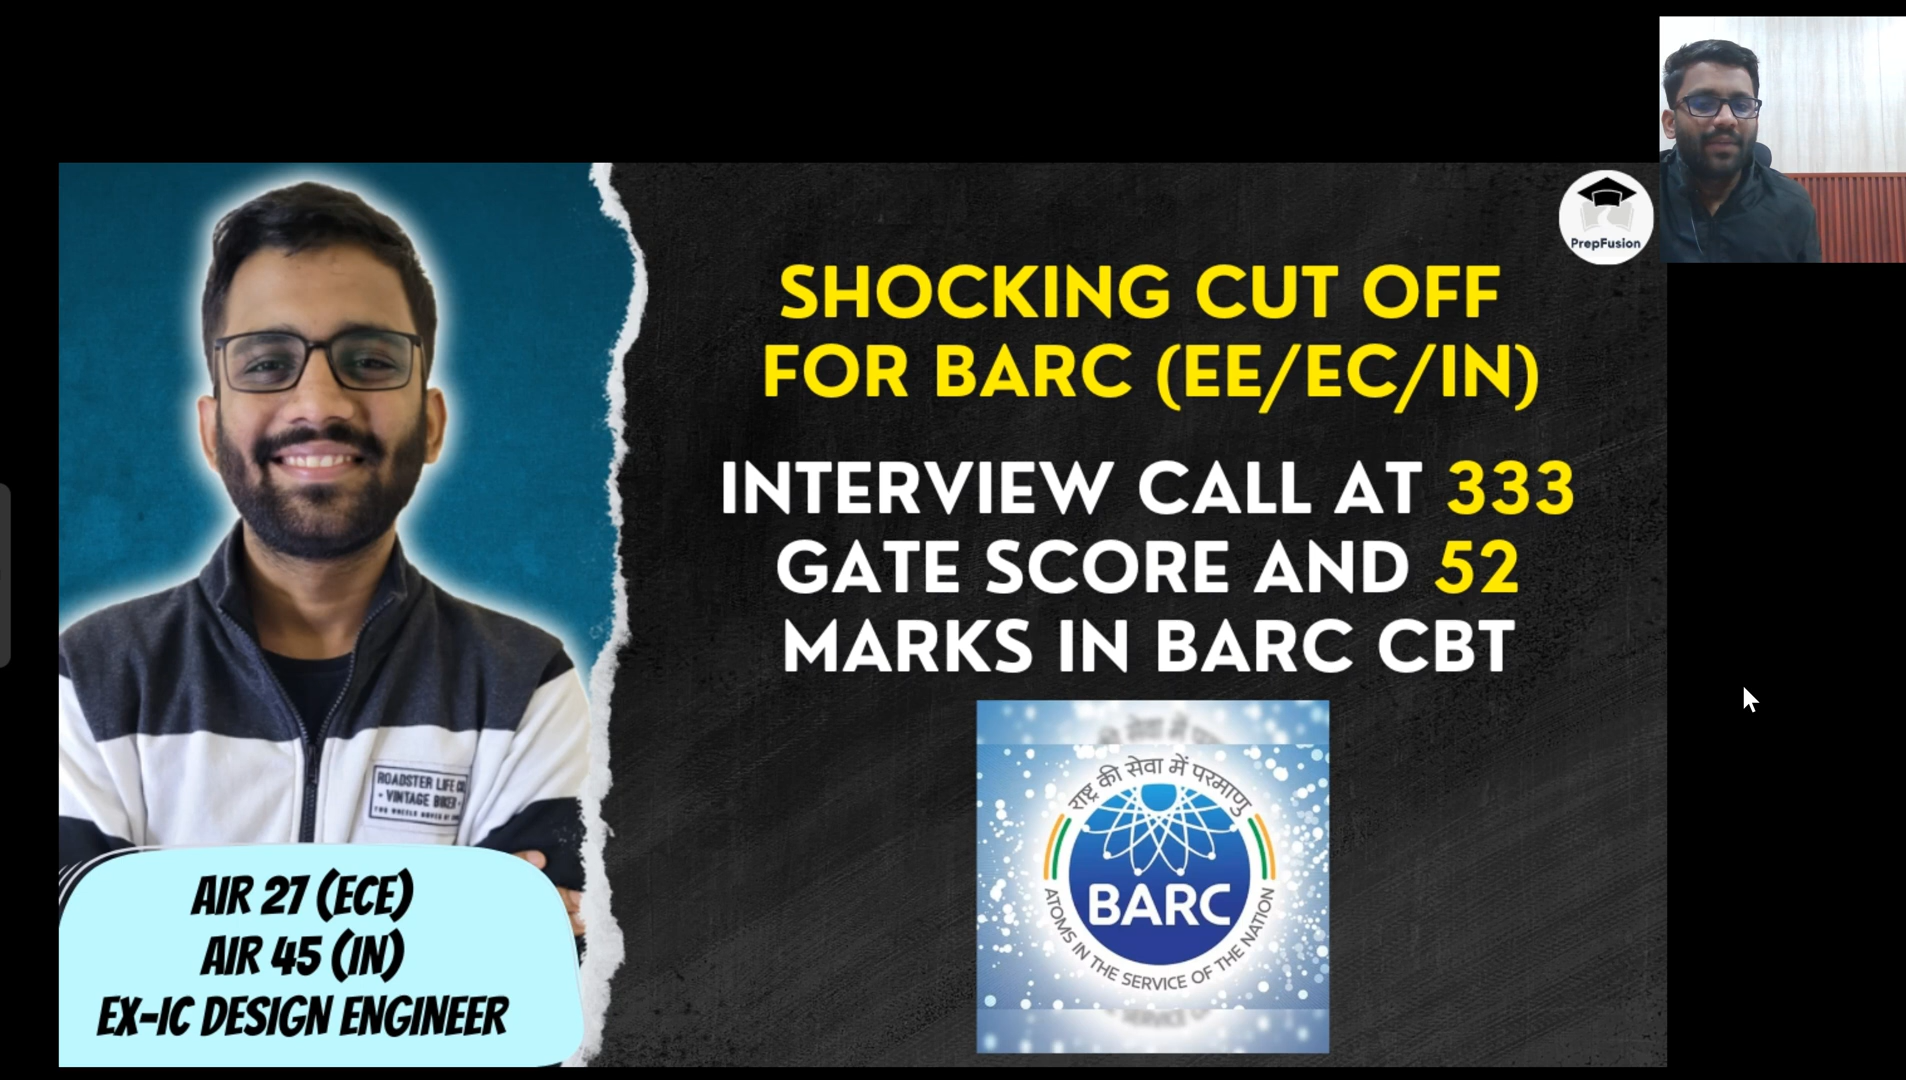 PrepFusion
SHOCKING CUT OFF
FOR BARC (EE/EC/IN)
INTERVIEW CALL AT 333
GATE SCORE AND 52
MARKS IN BARC CBT
ROADSTER LIFE CO
- VINTAGE BIKER -
राष्ट्र की सेवा में परमाणु
BARC
ATOMS IN THE SERVICE OF THE NATION
AIR 27 (ECE)
AIR 45 (IN)
EX-IC DESIGN ENGINEER